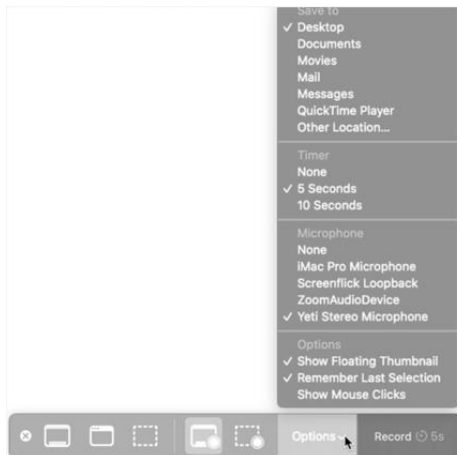 Save to
✓ Desktop
Documents
Movies
Mail
Messages
QuickTime Player
Other Location...
Timer
None
✓ 5 Seconds
10 Seconds
Microphone
None
iMac Pro Microphone
Screenflick Loopback
ZoomAudioDevice
✓ Yeti Stereo Microphone
Options
✓ Show Floating Thumbnail
✓ Remember Last Selection
Show Mouse Clicks
Options Record 5s